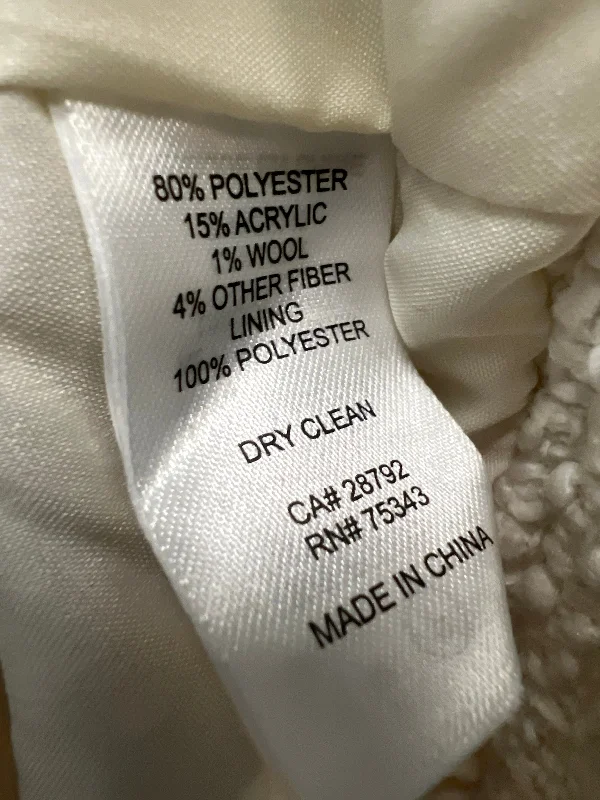 80% POLYESTER
15% ACRYLIC
1% WOOL
4% OTHER FIBER
LINING
100% POLYESTER
DRY CLEAN
CA# 28792
RN# 75343
MADE IN CHINA